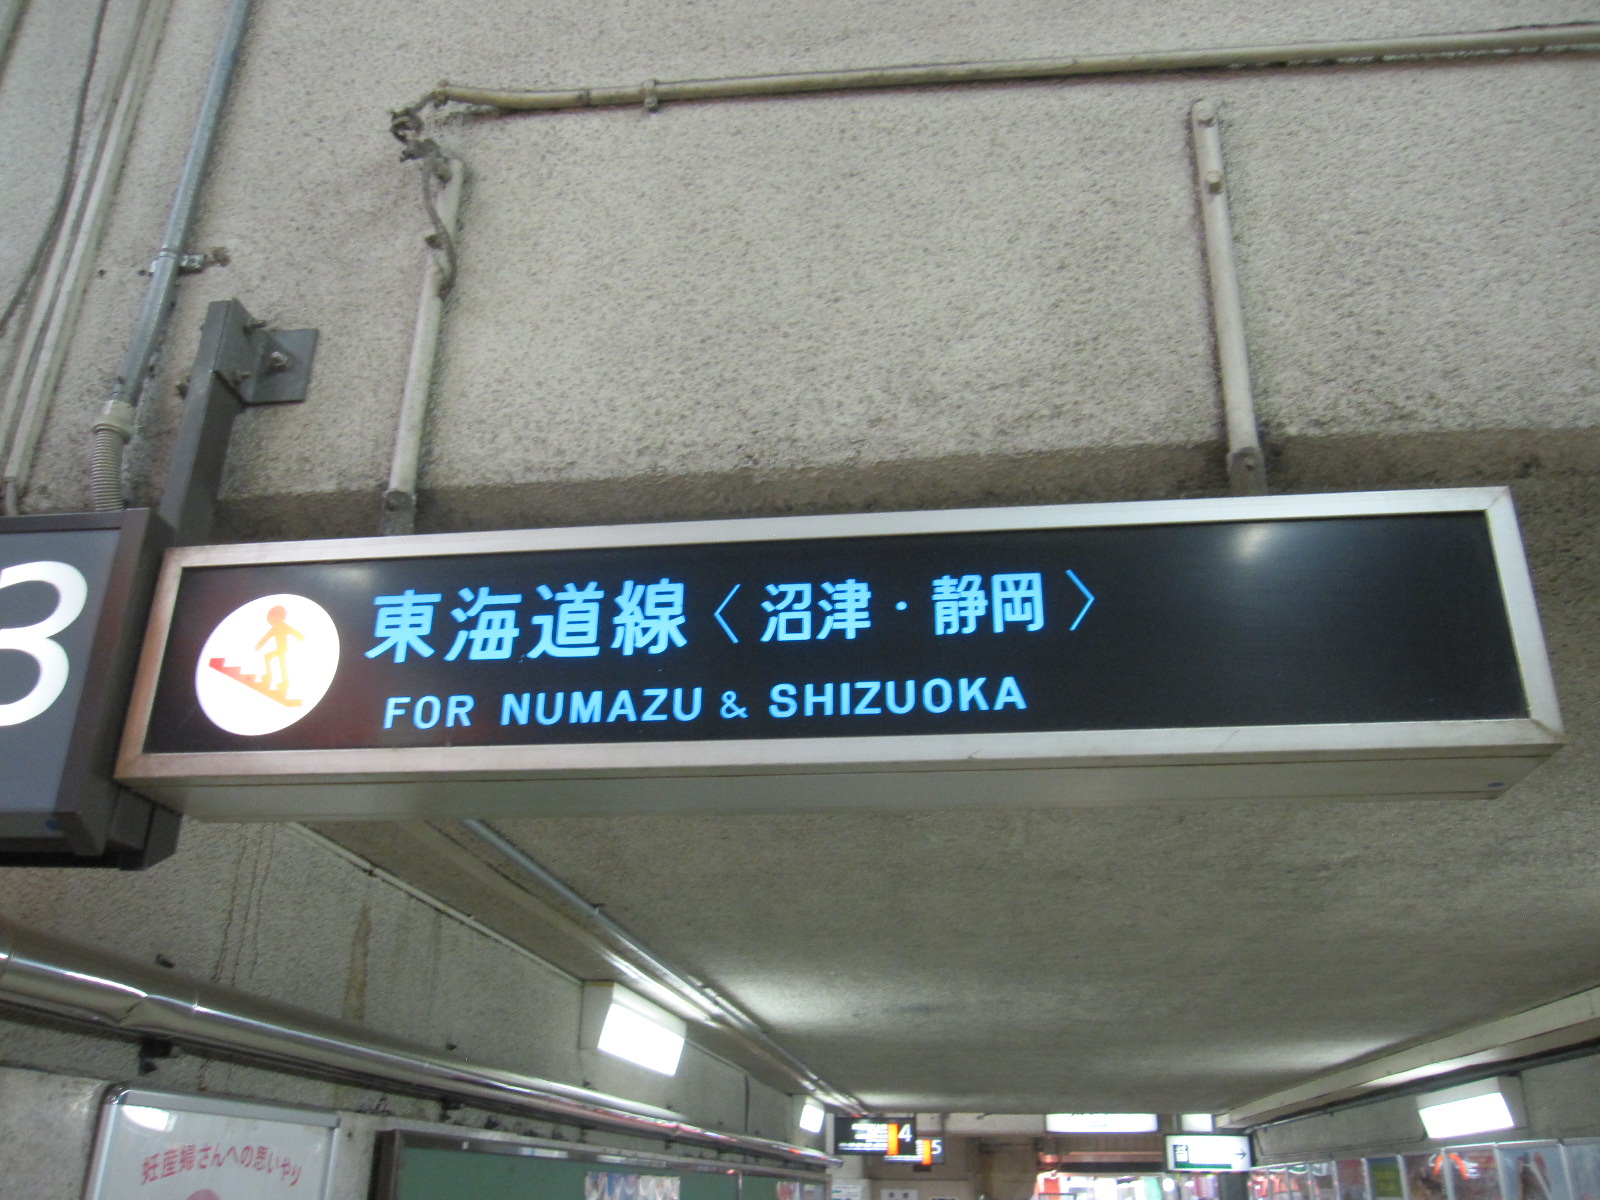 3
東海道線〈沼津・静岡〉
FOR NUMAZU & SHIZUOKA
4
5
妊産婦さんへの思いやり